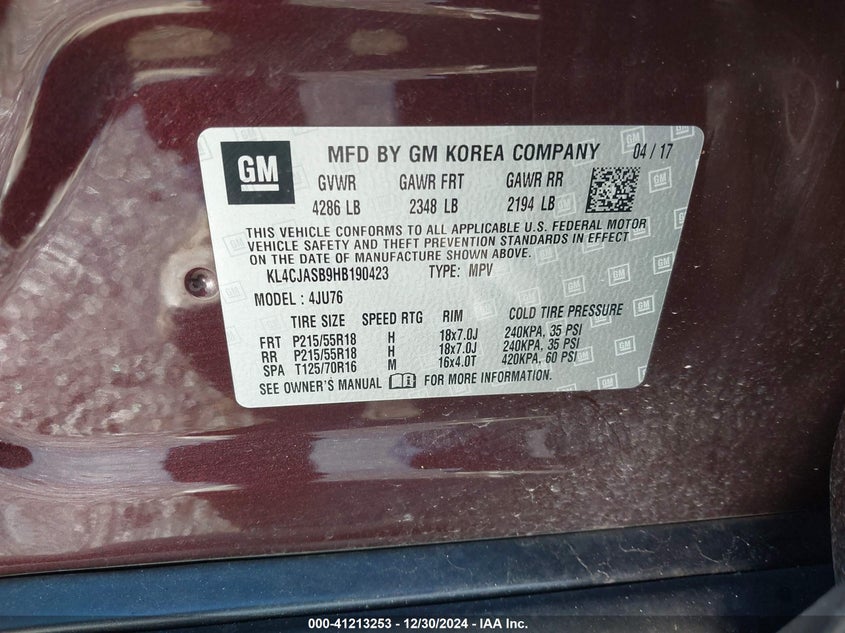 GM MFD BY GM KOREA COMPANY 04 / 17
GVWR GAWR FRT GAWR RR
4286 LB 2348 LB 2194 LB
THIS VEHICLE CONFORMS TO ALL APPLICABLE U.S. FEDERAL MOTOR
VEHICLE SAFETY AND THEFT PREVENTION STANDARDS IN EFFECT
ON THE DATE OF MANUFACTURE SHOWN ABOVE.
KL4CJASB9HB190423 TYPE: MPV
MODEL : 4JU76
TIRE SIZE SPEED RTG RIM COLD TIRE PRESSURE
FRT P215/55R18 H 18x7.0J 240KPA, 35 PSI
RR P215/55R18 H 18x7.0J 240KPA, 35 PSI
SPA T125/70R16 M 16x4.0T 420KPA, 60 PSI
SEE OWNER'S MANUAL FOR MORE INFORMATION.
000-41213253 - 12/30/2024 - IAA Inc.